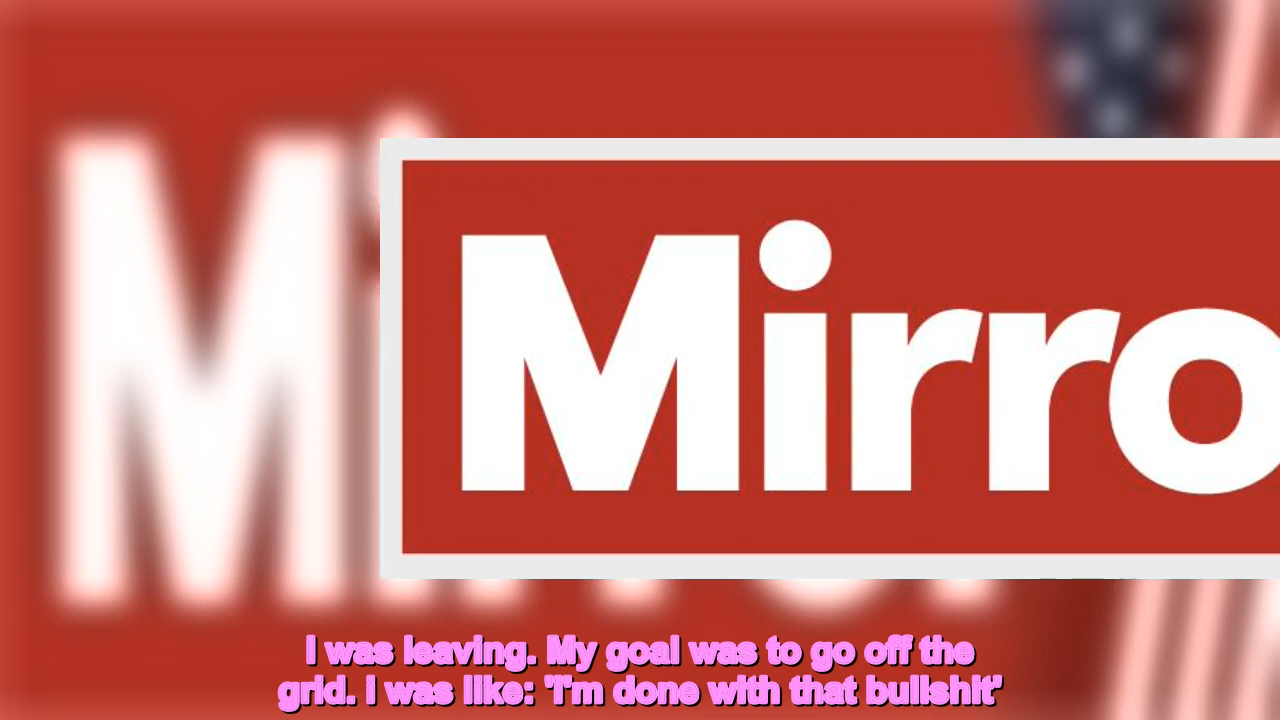 Mirro
I was leaving. My goal was to go off the
grid. I was like: 'I'm done with that bullshit'